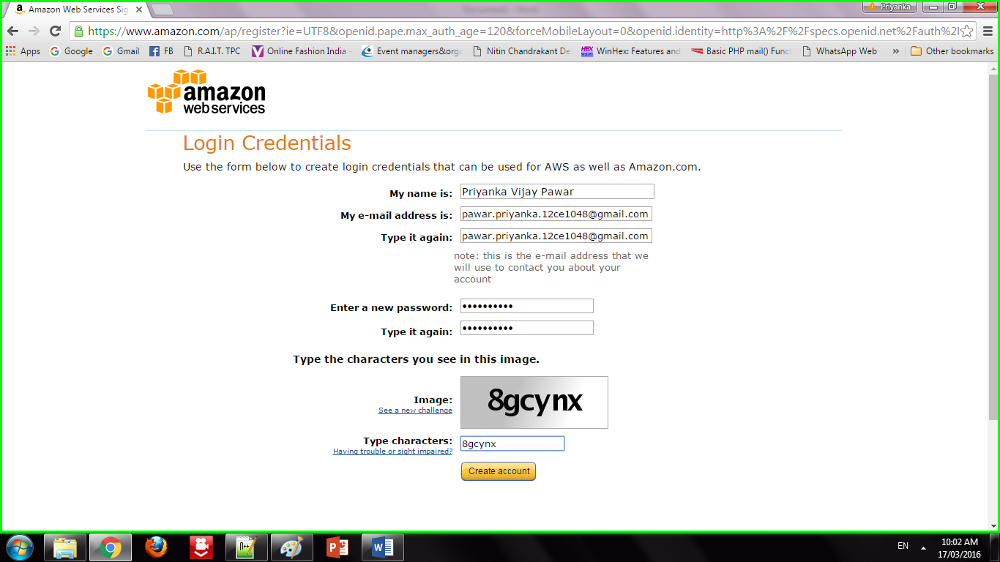 Amazon Web Services Sig
Priyanka
https://www.amazon.com/ap/register?ie=UTF8&openid.pape.max_auth_age=120&forceMobileLayout=0&openid.identity=http%3A%2F%2Fspecs.openid.net%2Fauth%2F
Apps Google Gmail FB R.A.I.T. TPC Online Fashion India - Event managers&orga Nitin Chandrakant De WinHex: Features and Basic PHP mail() Funct WhatsApp Web » Other bookmarks
amazon
web services
Login Credentials
Use the form below to create login credentials that can be used for AWS as well as Amazon.com.
My name is: Priyanka Vijay Pawar
My e-mail address is: pawar.priyanka.12ce1048@gmail.com
Type it again: pawar.priyanka.12ce1048@gmail.com
note: this is the e-mail address that we
will use to contact you about your
account
Enter a new password: ••••••••••
Type it again: ••••••••••
Type the characters you see in this image.
8gcynx
Image:
See a new challenge
Type characters: 8gcynx
Having trouble or sight impaired?
Create account
EN
10:02 AM
17/03/2016